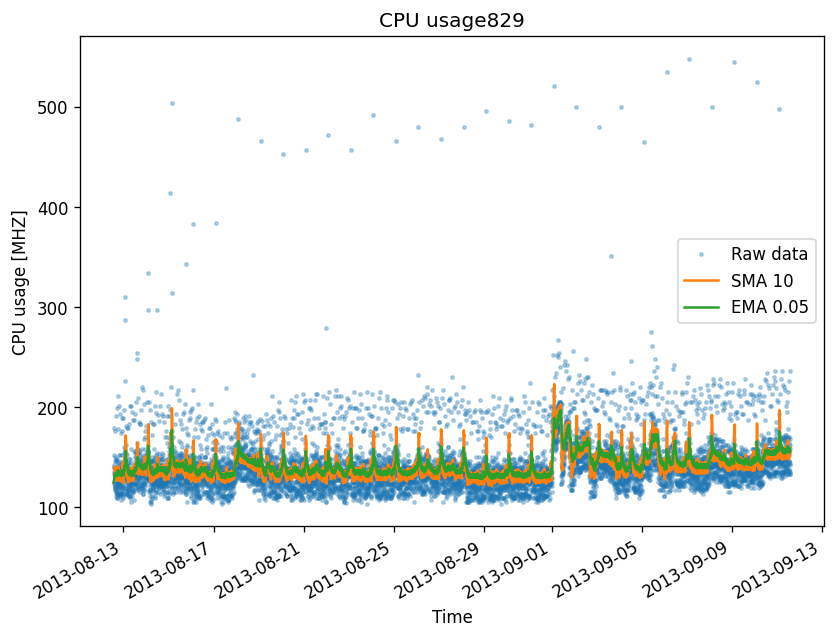 CPU usage829
CPU usage [MHZ]
500
400
300
200
100
Raw data
SMA 10
EMA 0.05
2013-08-13
2013-08-17
2013-08-21
2013-08-25
2013-08-29
2013-09-01
2013-09-05
2013-09-09
2013-09-13
Time